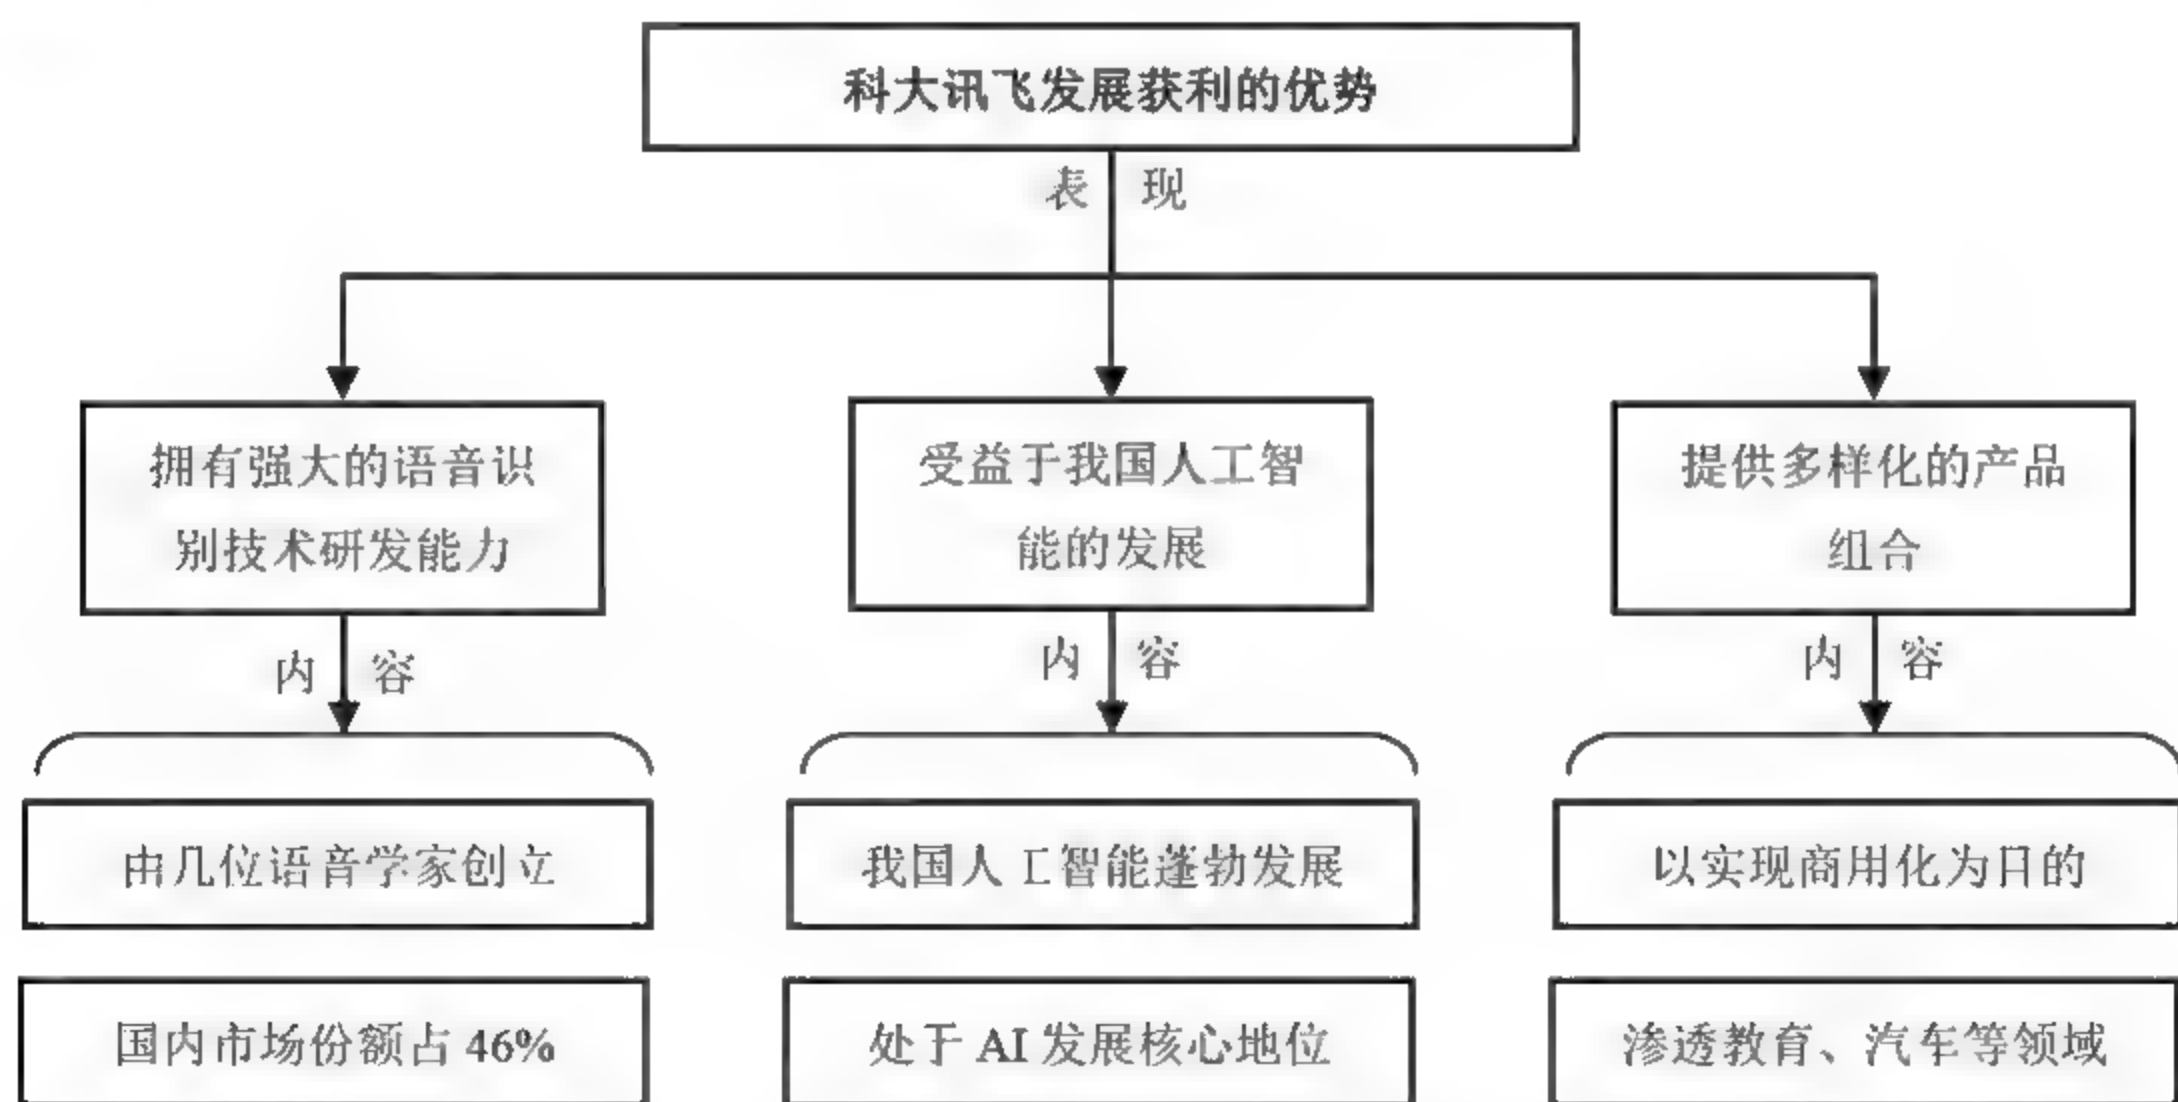 科大讯飞发展获利的优势
表 现
拥有强大的语音识
别技术研发能力
受益于我国人工智
能的发展
提供多样化的产品
组合
内 容
内 容
内 容
由几位语音学家创立
我国人工智能蓬勃发展
以实现商用化为目的
国内市场份额占 46%
处于 AI 发展核心地位
渗透教育、汽车等领域